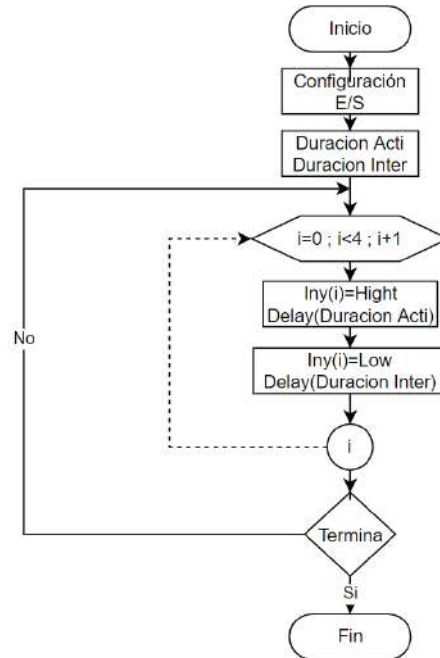 Inicio
Configuración
E/S
Duracion Acti
Duracion Inter
i=0 ; i<4 ; i+1
Iny(i)=Hight
Delay(Duracion Acti)
No
Iny(i)=Low
Delay(Duracion Inter)
i
Termina
Si
Fin